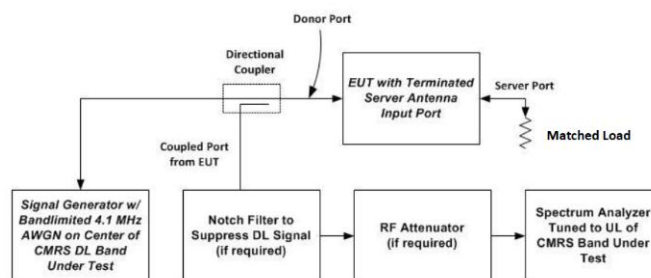 Donor Port
Directional
Coupler
EUT with Terminated
Server Antenna
Input Port
Server Port
Matched Load
Coupled Port
from EUT
Signal Generator w/
Bandlimited 4.1 MHz
AWGN on Center of
CMRS DL Band
Under Test
Notch Filter to
Suppress DL Signal
(if required)
RF Attenuator
(if required)
Spectrum Analyzer
Tuned to UL of
CMRS Band Under
Test